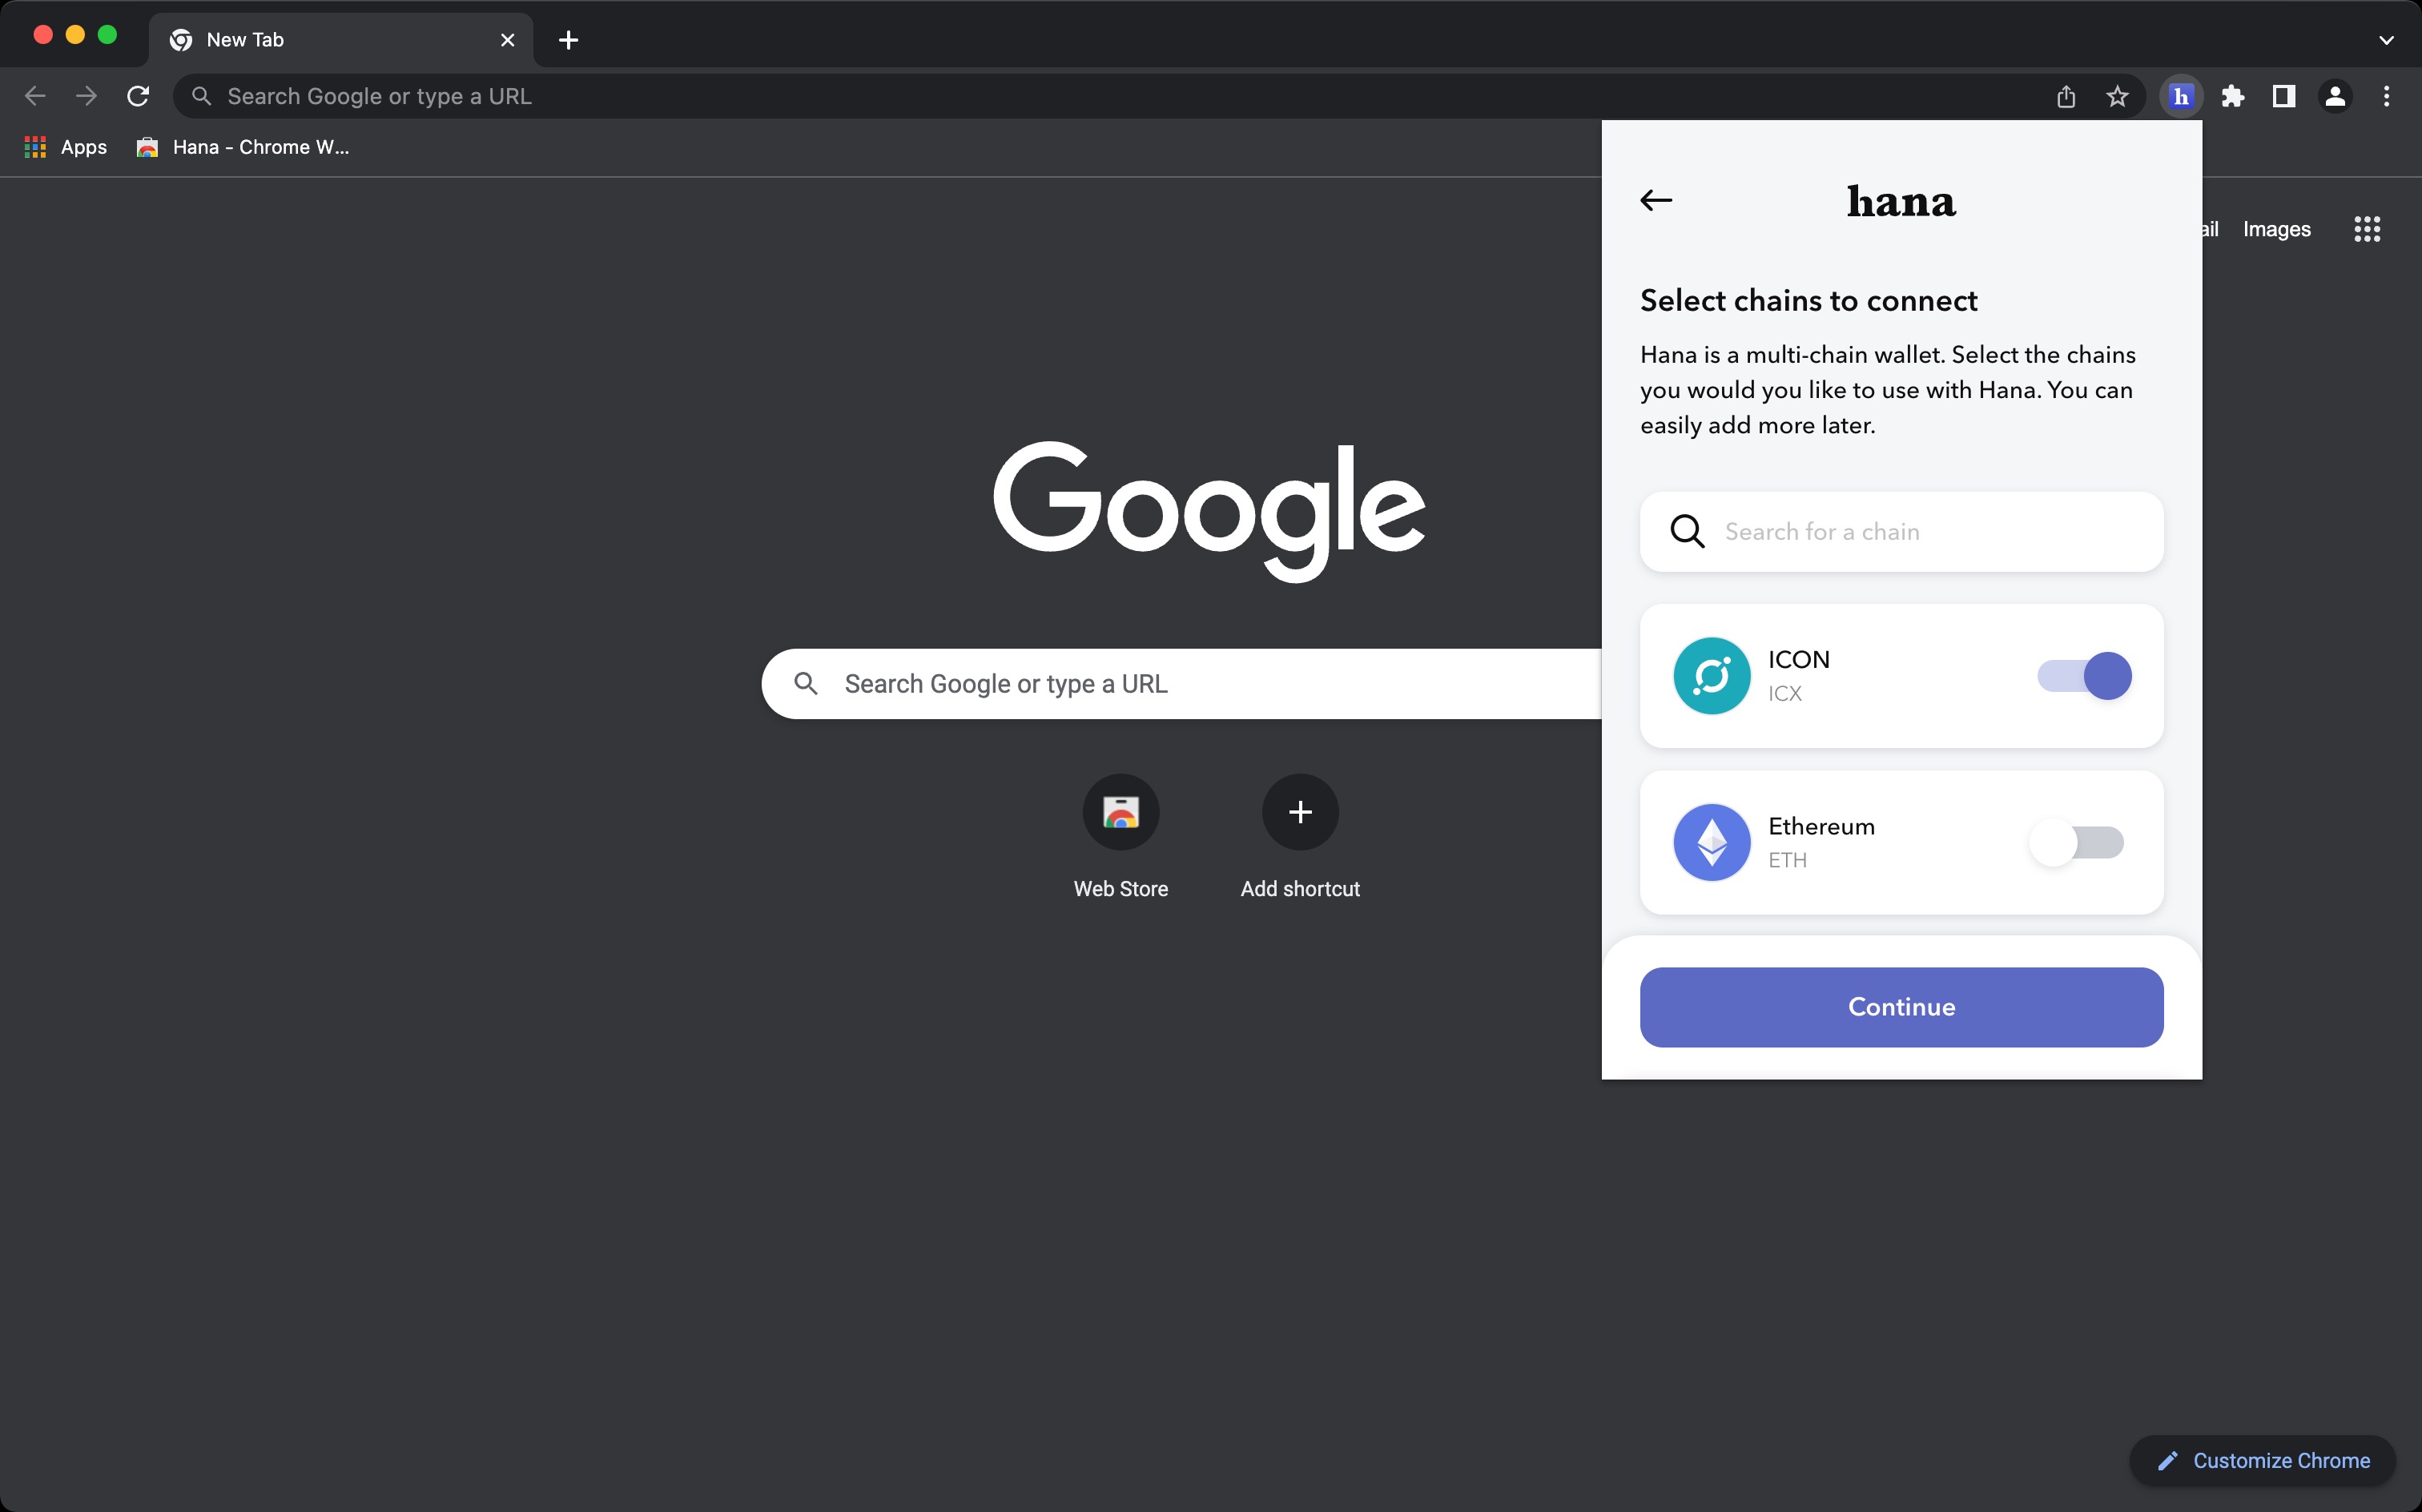 New Tab
Search Google or type a URL
h
Apps
Hana - Chrome W...
hana
ail
Images
Select chains to connect
Hana is a multi-chain wallet. Select the chains
you would you like to use with Hana. You can
easily add more later.
Google
Search for a chain
ICON
ICX
Search Google or type a URL
Ethereum
ETH
Web Store
Add shortcut
Continue
Customize Chrome